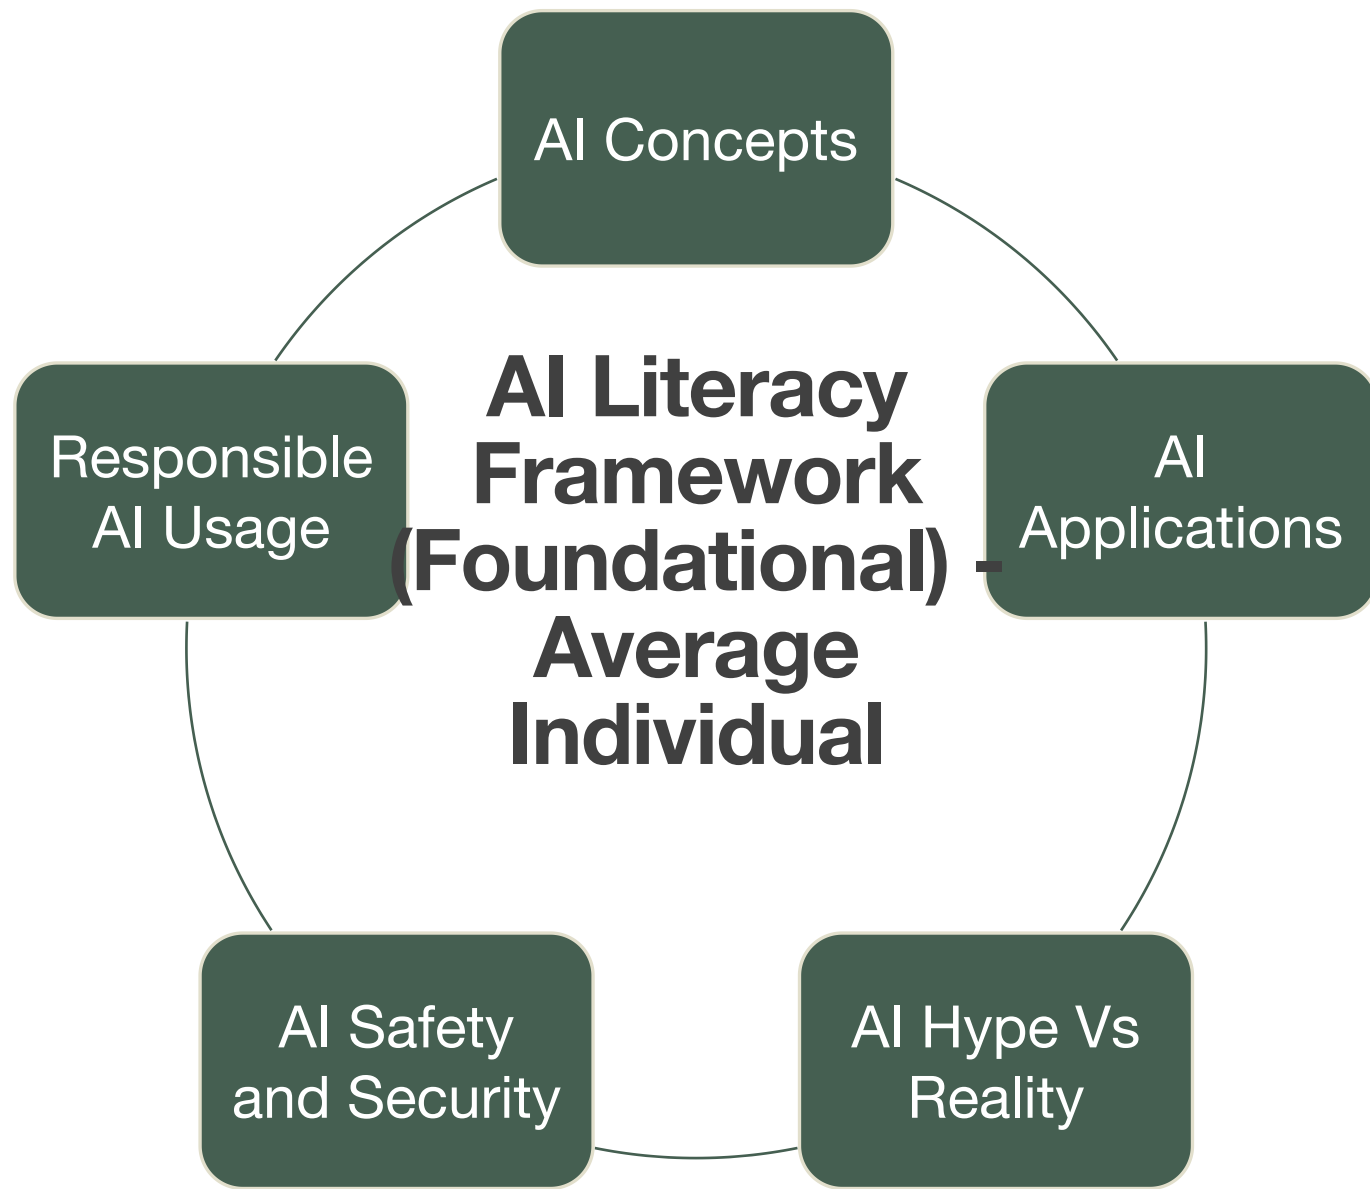 AI Concepts
AI Literacy
Framework
(Foundational) -
Average
Individual
Responsible
AI Usage
AI
Applications
AI Safety
and Security
AI Hype Vs
Reality